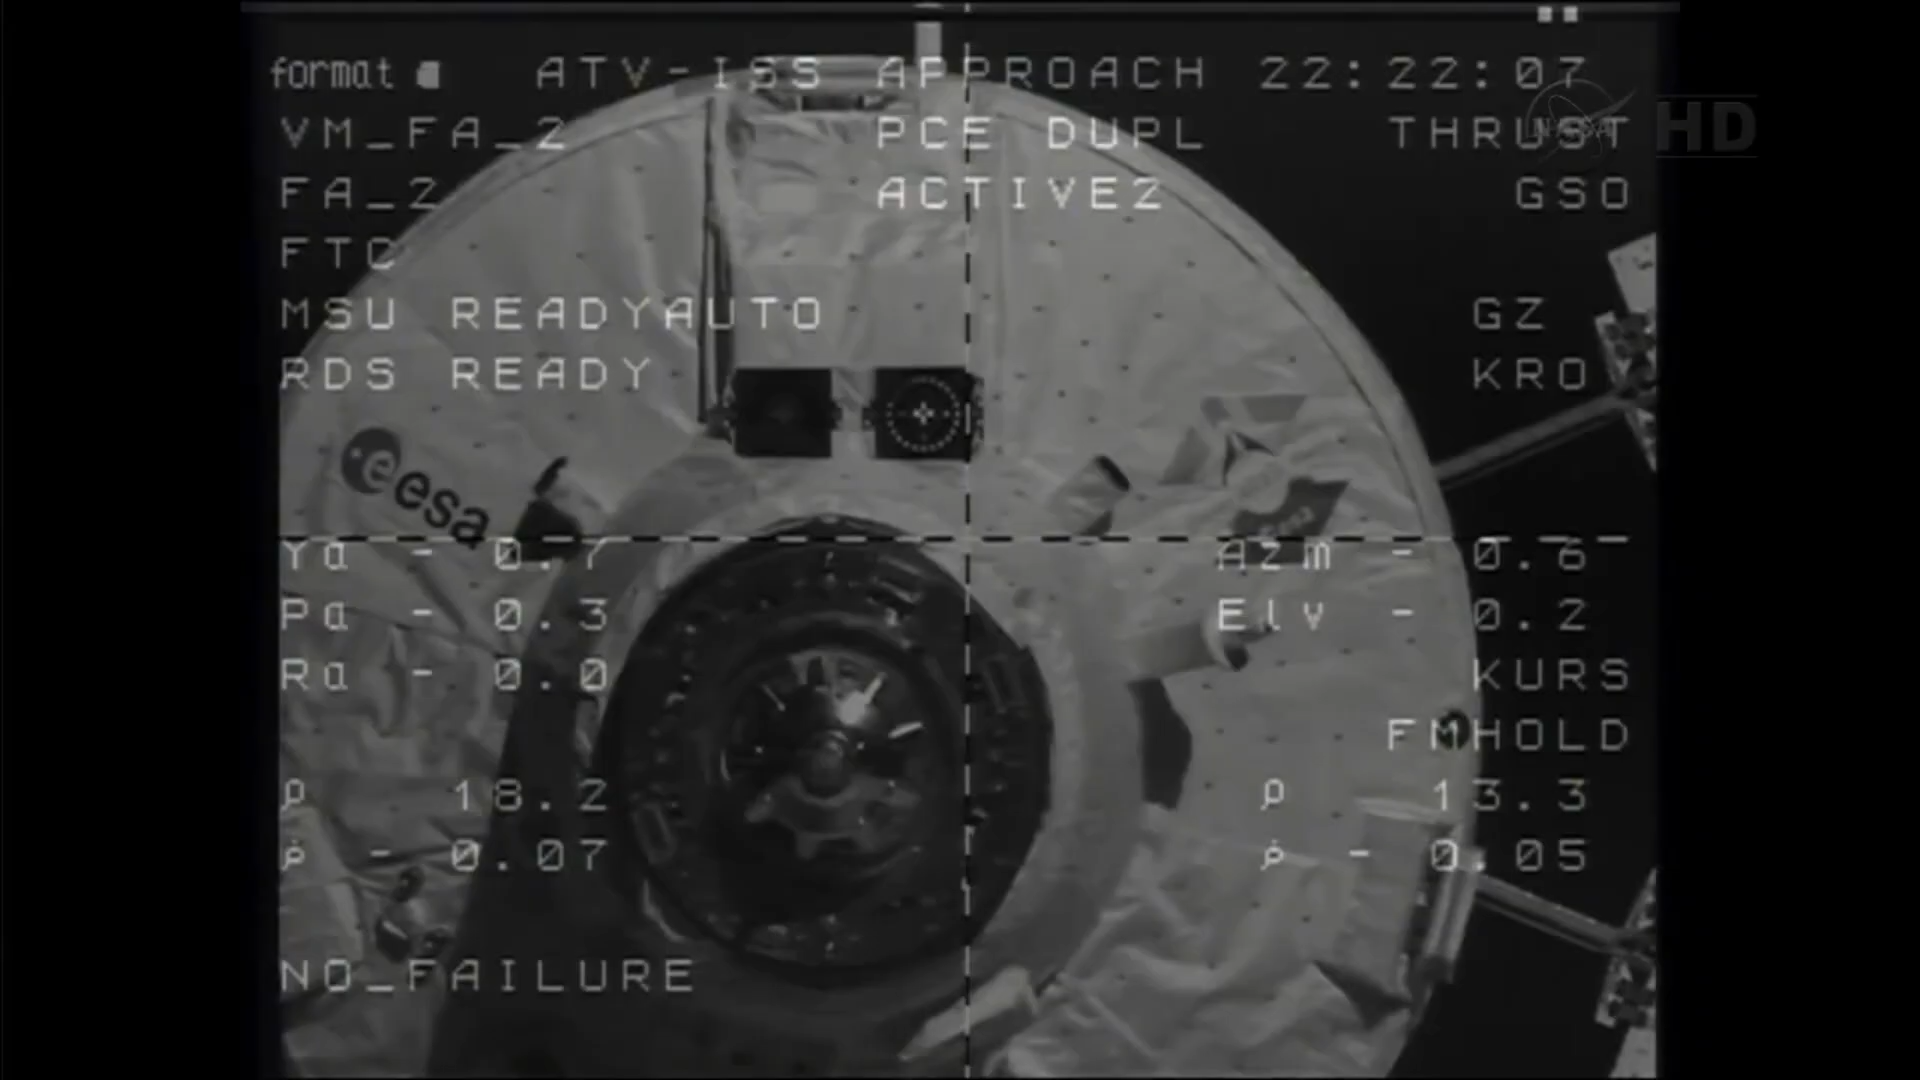 format ATV-ISS APPROACH 22:22:07
VM_FA_2 PCE DUPL THRUST
NASA HD
FA_2 ACTIVE2 GSO
FTC
MSU READYAUTO GZ
RDS READY KRO
esa
Ya - 0.7 Azm - 0.6
Pa - 0.3 Elv - 0.2
Ra - 0.0 KURS
FMHOLD
ρ 18.2 ρ 13.3
ρ̇ - 0.07 ρ̇ - 0.05
NO_FAILURE